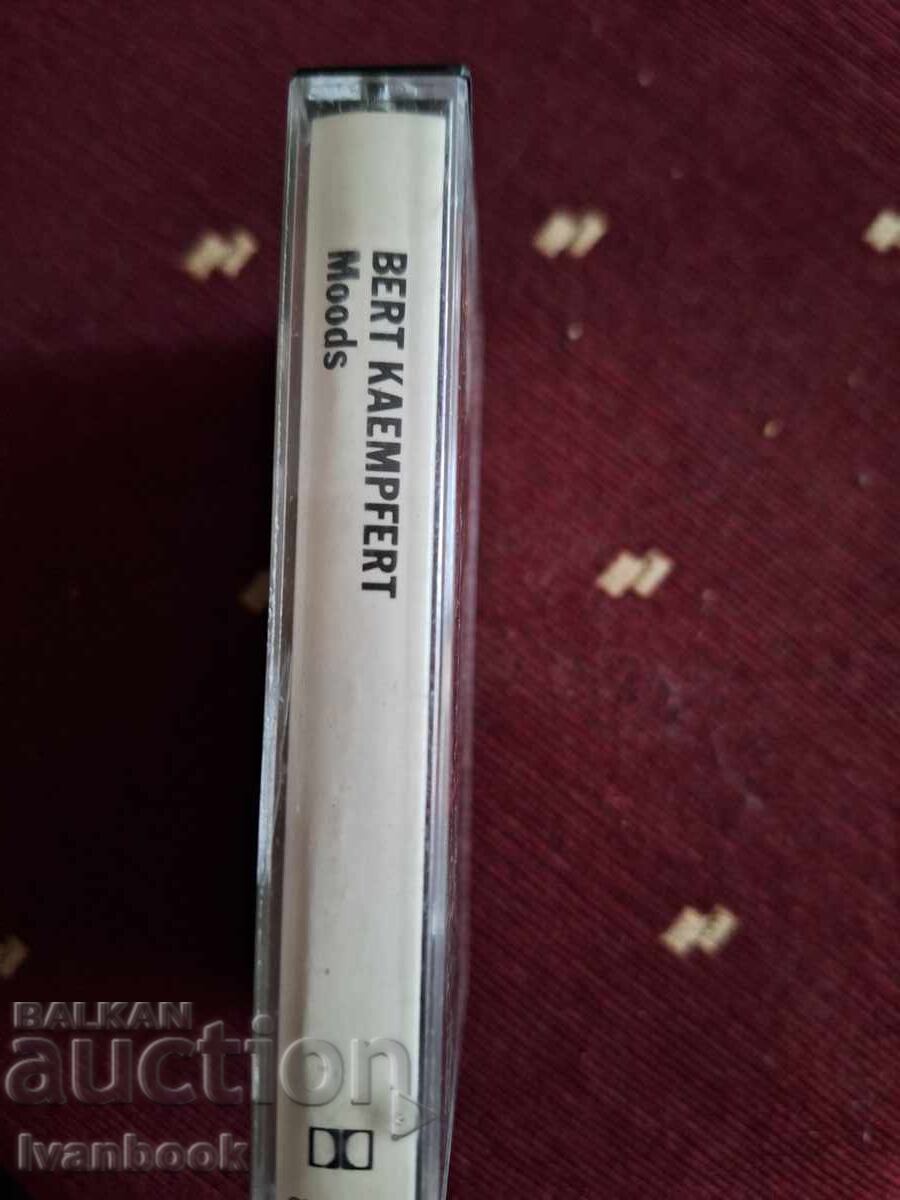 BERT KAEMPFERT
Moods
BALKAN
auction
Ivanbook